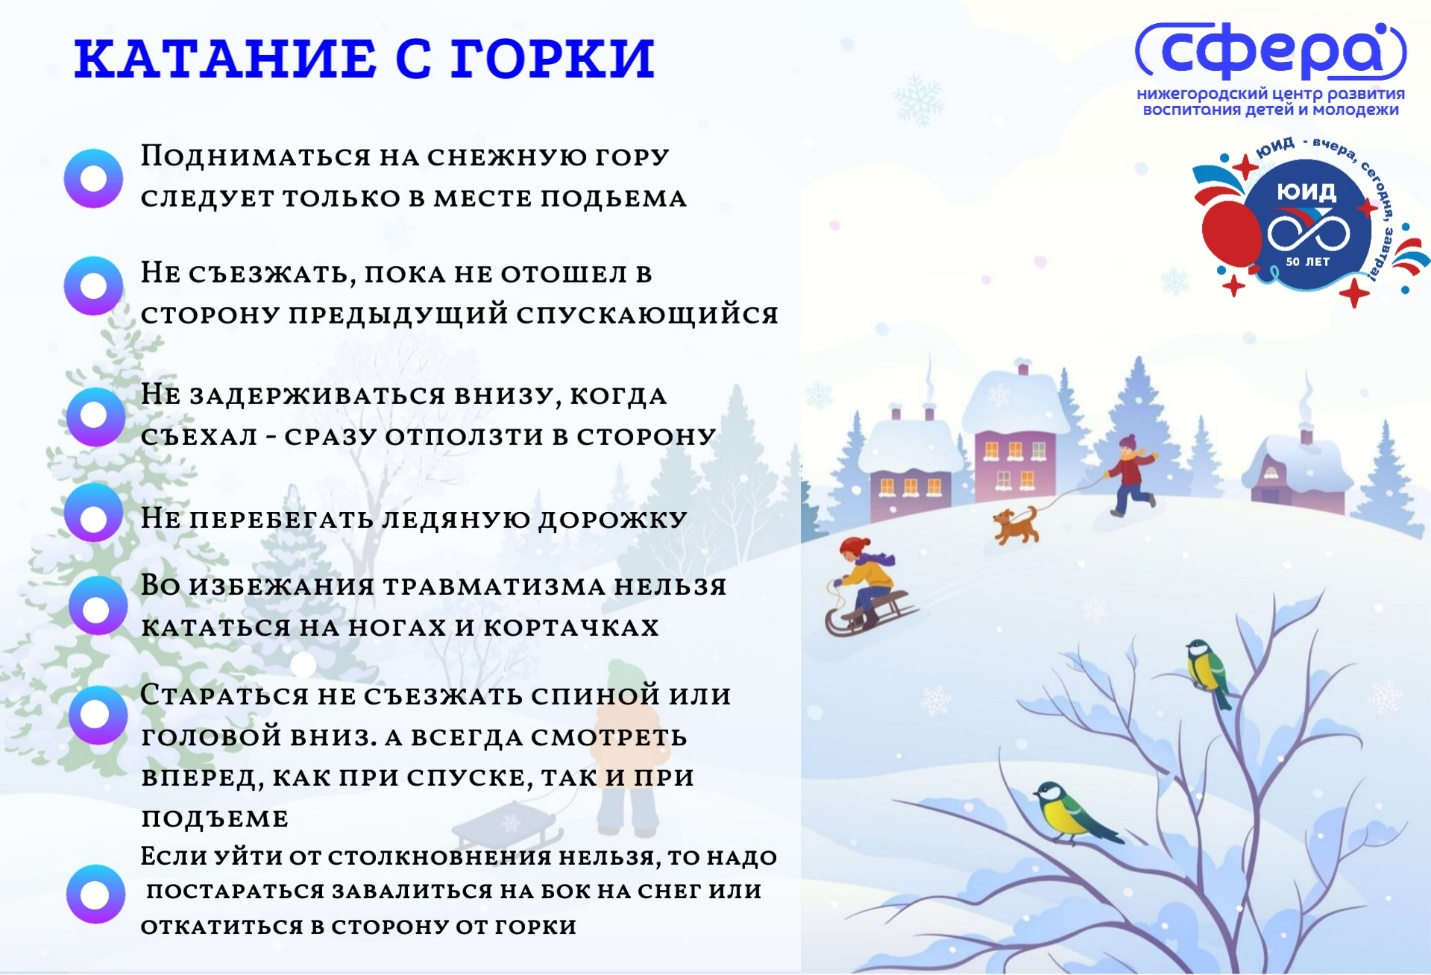 КАТАНИЕ С ГОРКИ
сфера
нижегородский центр развития
воспитания детей и молодежи
ЮИД - вчера, сегодня, завтра!
ЮИД
50 ЛЕТ
Подниматься на снежную гору
следует только в месте подьема
Не съезжать, пока не отошел в
сторону предыдущий спускающийся
Не задерживаться внизу, когда
съехал - сразу отползти в сторону
Не перебегать ледяную дорожку
Во избежания травматизма нельзя
кататься на ногах и кортачках
Стараться не съезжать спиной или
головой вниз. а всегда смотреть
вперед, как при спуске, так и при
подъеме
Если уйти от столкновнения нельзя, то надо
постараться завалиться на бок на снег или
откатиться в сторону от горки